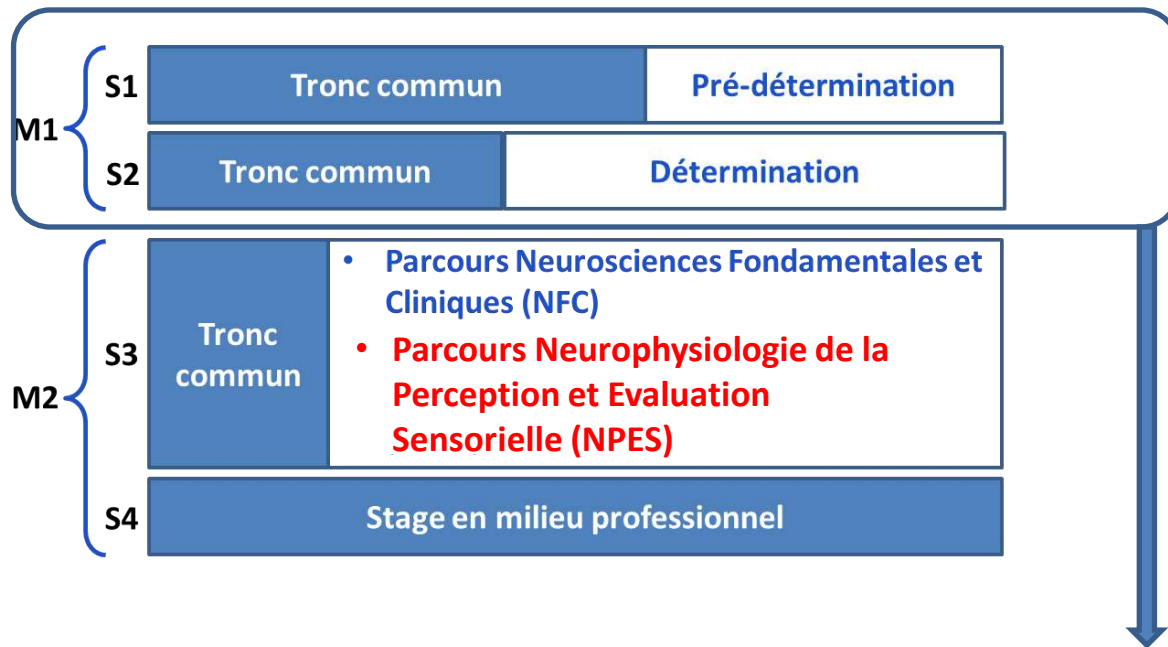 S1 Tronc commun Pré-détermination
M1
S2 Tronc commun Détermination
• Parcours Neurosciences Fondamentales et
Cliniques (NFC)
S3 Tronc
commun
• Parcours Neurophysiologie de la
Perception et Evaluation
Sensorielle (NPES)
M2
S4 Stage en milieu professionnel